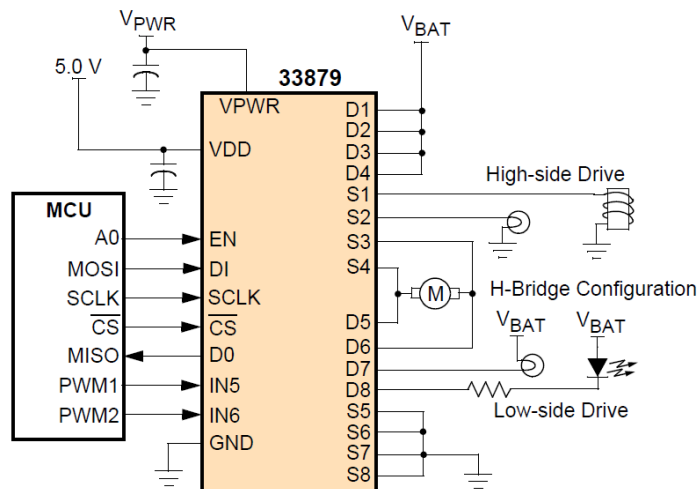 VPWR
VBAT
5.0 V
33879
VPWR
D1
D2
VDD
D3
D4
High-side Drive
S1
MCU
S2
A0
EN
S3
MOSI
DI
S4
M
H-Bridge Configuration
SCLK
SCLK
CS
CS
D5
VBAT
VBAT
MISO
D0
D6
D7
PWM1
IN5
D8
PWM2
IN6
S5
Low-side Drive
GND
S6
S7
S8